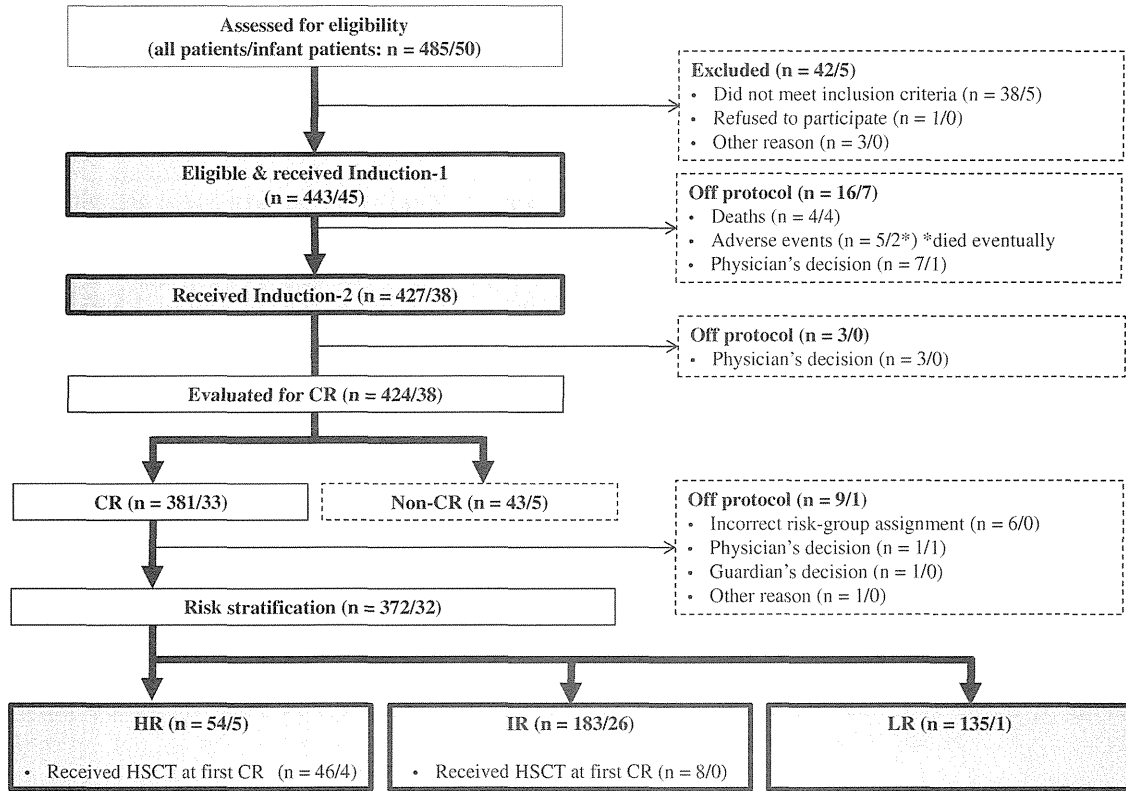 Assessed for eligibility
(all patients/infant patients: n = 485/50)
Excluded (n = 42/5)
• Did not meet inclusion criteria (n = 38/5)
• Refused to participate (n = 1/0)
• Other reason (n = 3/0)
Eligible & received Induction-1
(n = 443/45)
Off protocol (n = 16/7)
• Deaths (n = 4/4)
• Adverse events (n = 5/2*) *died eventually
• Physician's decision (n = 7/1)
Received Induction-2 (n = 427/38)
Off protocol (n = 3/0)
• Physician's decision (n = 3/0)
Evaluated for CR (n = 424/38)
CR (n = 381/33)
Non-CR (n = 43/5)
Off protocol (n = 9/1)
• Incorrect risk-group assignment (n = 6/0)
• Physician's decision (n = 1/1)
• Guardian's decision (n = 1/0)
• Other reason (n = 1/0)
Risk stratification (n = 372/32)
HR (n = 54/5)
• Received HSCT at first CR (n = 46/4)
IR (n = 183/26)
• Received HSCT at first CR (n = 8/0)
LR (n = 135/1)